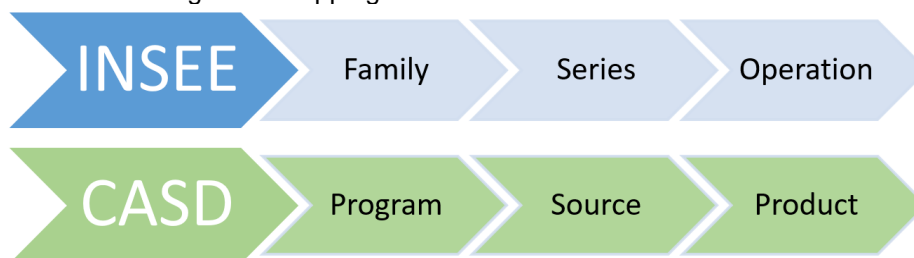 INSEE Family Series Operation
CASD Program Source Product